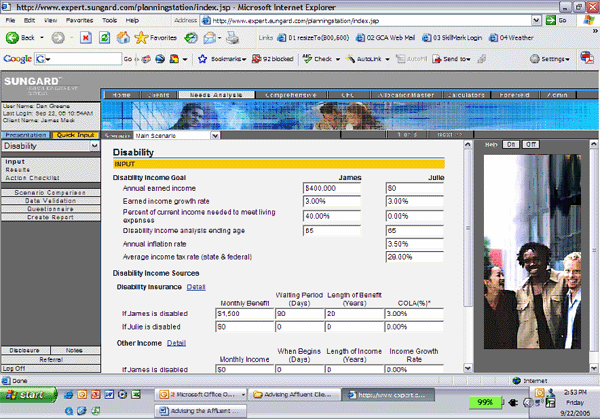 http://www.expert.sungard.com/planningstation/index.jsp - Microsoft Internet Explorer
File Edit View Favorites Tools Help Address http://www.expert.sungard.com/planningstation/index.jsp Go
Back Search Favorites Links 01 resizeTo(800,600) 02 GCA Web Mail 03 SkillMark Login 04 Weather
Google Go Bookmarks 92 blocked Check AutoLink AutoFill Send to Settings
SUNGARD
Home Clients Needs Analysis Comprehensive CFC AllocationMaster Calculators Foreword Admin
User Name: Dan Greene
Last Login: Sep 22, 05:10:54AM
Client Name: James Mack
Presentation Quick Input
Scenario: Main Scenario
Disability
Help On Off
Input
Results
Action Checklist
Scenario Comparison
Data Validation
Questionnaire
Create Report
Disclosure Notes
Referral
Log Off
Disability
INPUT
Disability Income Goal James Julie
Annual earned income $400,000 $0
Earned income growth rate 3.00% 3.00%
Percent of current income needed to meet living expenses 40.00% 0.00%
Disability income analysis ending age 65 65
Annual inflation rate 3.50%
Average income tax rate (state & federal) 28.00%
Disability Income Sources
Disability Insurance Detail
Monthly Benefit Waiting Period (Days) Length of Benefit (Years) COLA(%)*
If James is disabled $1,500 90 20 3.00%
If Julie is disabled $0 0 0 0.00%
Other Income Detail
Monthly Income When Begins (Days) Length of Income (Years) Income Growth Rate
If James is disabled $0 0 0 0.00%
Done Internet
start 2 Microsoft Office O... Advising Affluent Clie... http://www.expert.s...
Advising the Affluent
99%
2:53 PM
Friday
9/22/2006